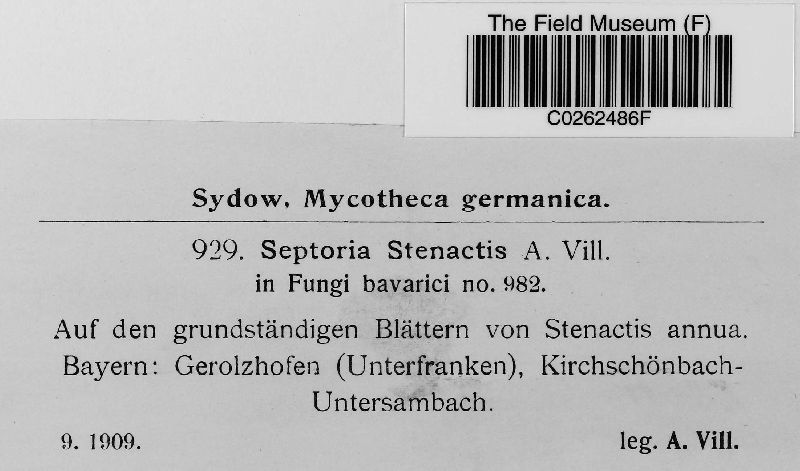 The Field Museum (F)
C0262486F
Sydow, Mycotheca germanica.
929. Septoria Stenactis A. Vill.
in Fungi bavarici no. 982.
Auf den grundständigen Blättern von Stenactis annua.
Bayern: Gerolzhofen (Unterfranken), Kirchschönbach-
Untersambach.
9. 1909. leg. A. Vill.